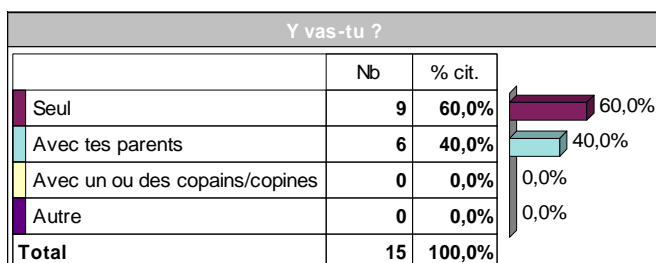 Y vas-tu ?
Nb % cit.
Seul 9 60,0% 60,0%
Avec tes parents 6 40,0% 40,0%
Avec un ou des copains/copines 0 0,0% 0,0%
Autre 0 0,0% 0,0%
Total 15 100,0%